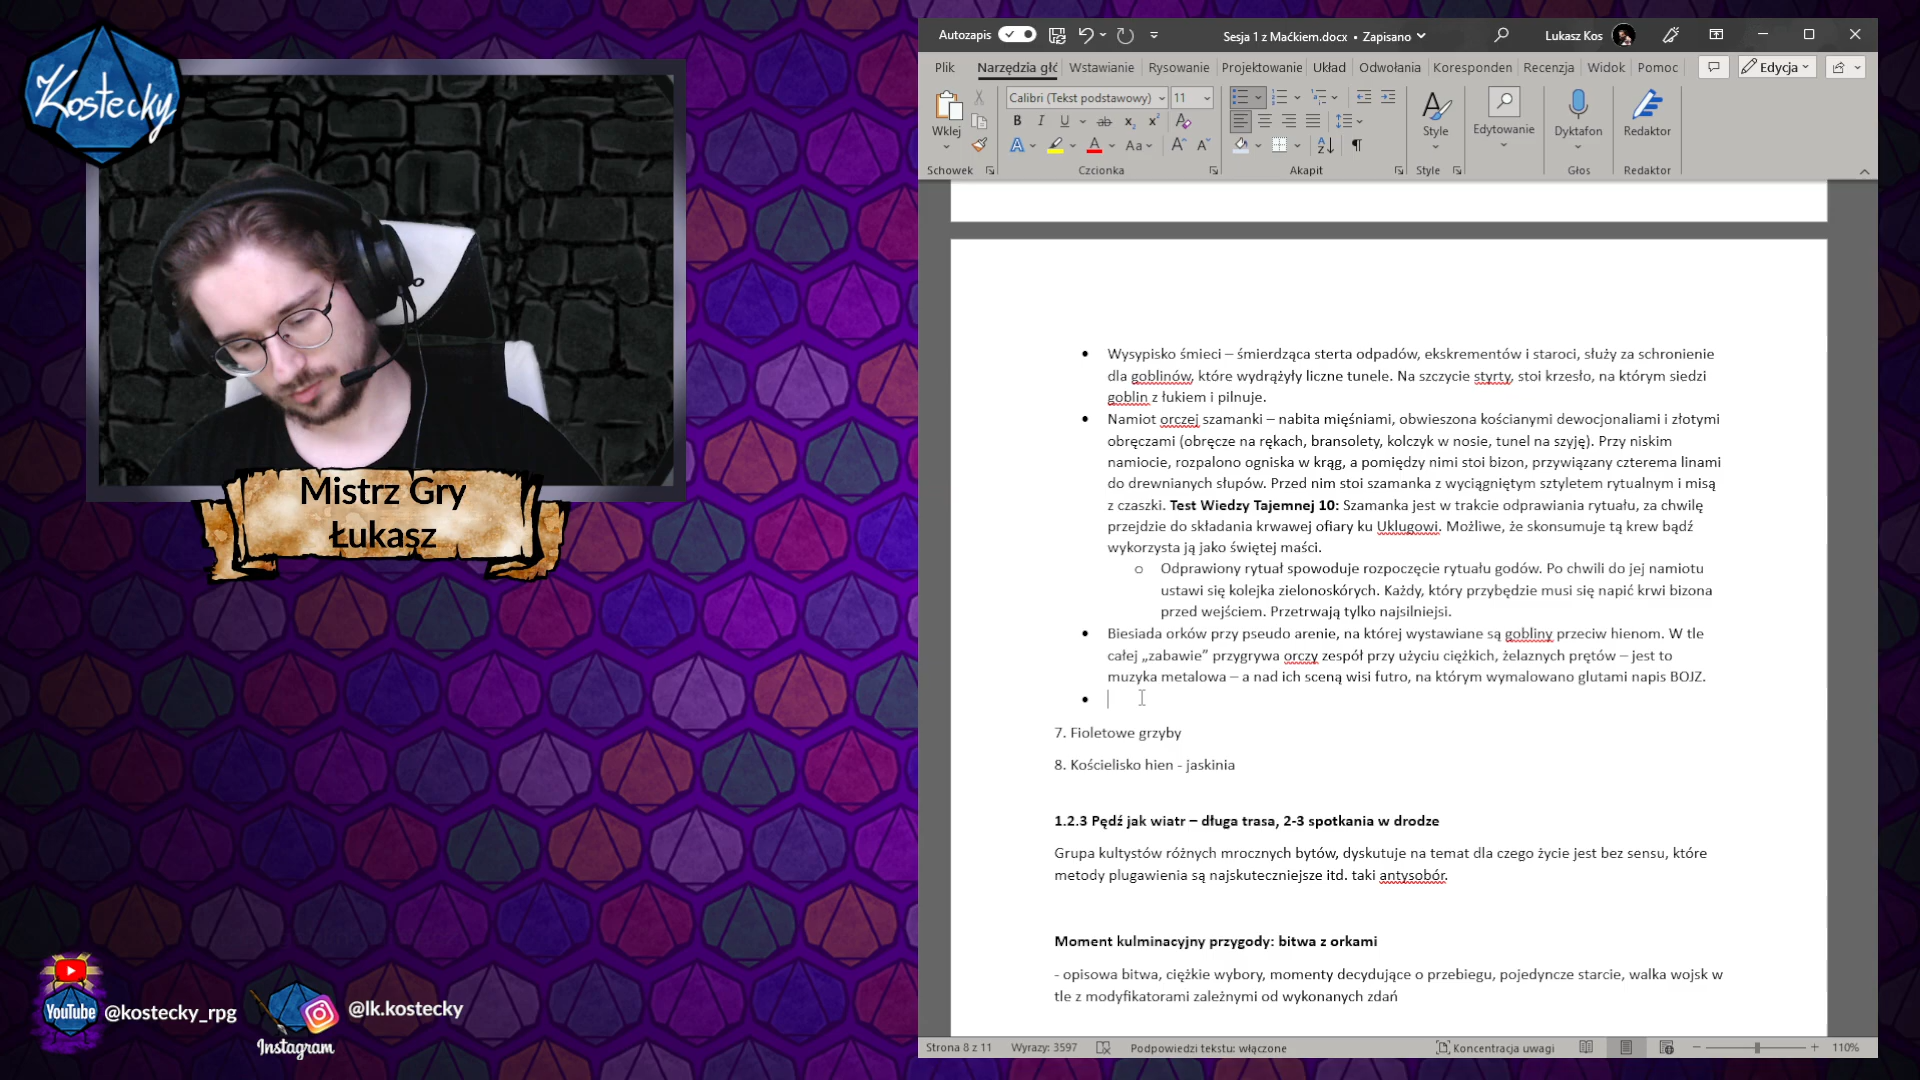 Kostecky
Mistrz Gry
Łukasz
YouTube
@kostecky_rpg
Instagram
@lk.kostecky
Autozapis
Sesja 1 z Maćkiem.docx • Zapisano
Lukasz Kos
Plik
Narzędzia głó
Wstawianie
Rysowanie
Projektowanie
Układ
Odwołania
Koresponden
Recenzja
Widok
Pomoc
Edycja
Wklej
Calibri (Tekst podstawowy)
11
Style
Edytowanie
Dyktafon
Redaktor
Schowek
Czcionka
Akapit
Style
Głos
Redaktor
• Wysypisko śmieci – śmierdząca sterta odpadów, ekskrementów i staroci, służy za schronienie
dla goblinów, które wydrążyły liczne tunele. Na szczycie styrty, stoi krzesło, na którym siedzi
goblin z łukiem i pilnuje.
• Namiot orczej szamanki – nabita mięśniami, obwieszona kościanymi dewocjonaliami i złotymi
obręczami (obręcze na rękach, bransolety, kolczyk w nosie, tunel na szyję). Przy niskim
namiocie, rozpalono ogniska w krąg, a pomiędzy nimi stoi bizon, przywiązany czterema linami
do drewnianych słupów. Przed nim stoi szamanka z wyciągniętym sztyletem rytualnym i misą
z czaszki. Test Wiedzy Tajemnej 10: Szamanka jest w trakcie odprawiania rytuału, za chwilę
przejdzie do składania krwawej ofiary ku Uklugowi. Możliwe, że skonsumuje tą krew bądź
wykorzysta ją jako świętej maści.
o Odprawiony rytuał spowoduje rozpoczęcie rytuału godów. Po chwili do jej namiotu
ustawi się kolejka zielonoskórych. Każdy, który przybędzie musi się napić krwi bizona
przed wejściem. Przetrwają tylko najsilniejsi.
• Biesiada orków przy pseudo arenie, na której wystawiane są gobliny przeciw hienom. W tle
całej „zabawie” przygrywa orczy zespół przy użyciu ciężkich, żelaznych prętów – jest to
muzyka metalowa – a nad ich sceną wisi futro, na którym wymalowano glutami napis BOJZ.
•
7. Fioletowe grzyby
8. Kościelisko hien - jaskinia
1.2.3 Pędź jak wiatr – długa trasa, 2-3 spotkania w drodze
Grupa kultystów różnych mrocznych bytów, dyskutuje na temat dla czego życie jest bez sensu, które
metody plugawienia są najskuteczniejsze itd. taki antysobór.
Moment kulminacyjny przygody: bitwa z orkami
- opisowa bitwa, ciężkie wybory, momenty decydujące o przebiegu, pojedyncze starcie, walka wojsk w
tle z modyfikatorami zależnymi od wykonanych zdań
Strona 8 z 11
Wyrazy: 3597
Podpowiedzi tekstu: włączone
Koncentracja uwagi
110%